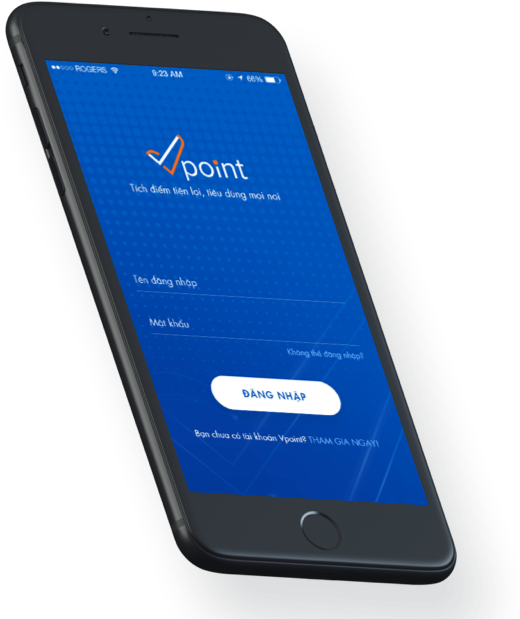 ROGERS 9:23 AM 66%
Vpoint
Tích điểm tiện lợi, tiêu dùng mọi nơi
Tên đăng nhập
Mật khẩu
Không thể đăng nhập?
ĐĂNG NHẬP
Bạn chưa có tài khoản Vpoint? THAM GIA NGAY!